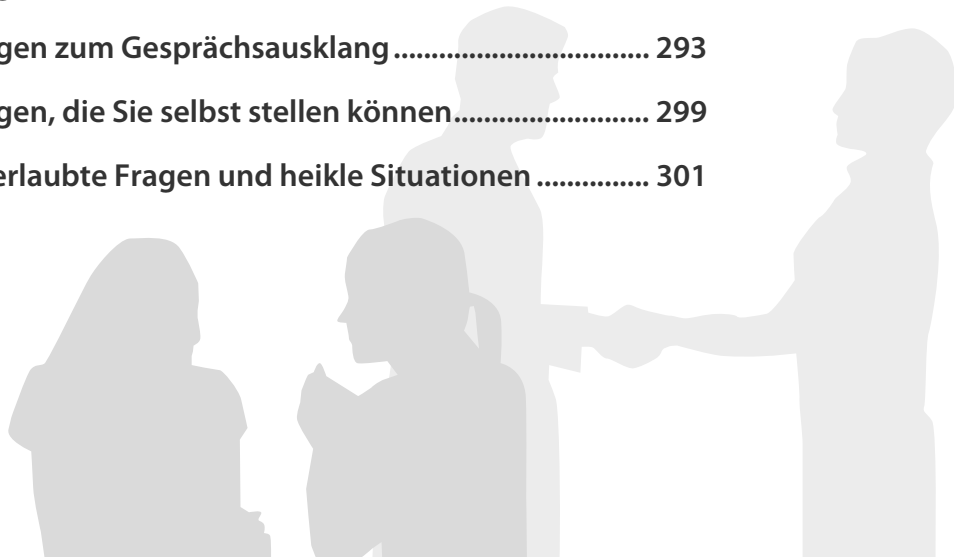 gen zum Gesprächsausklang ................................ 293
gen, die Sie selbst stellen können........................ 299
erlaubte Fragen und heikle Situationen ............... 301